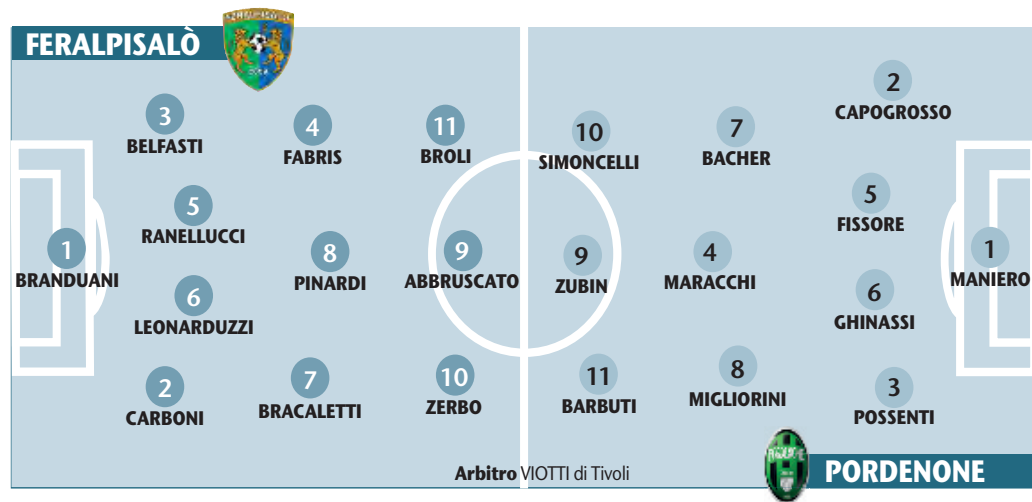 FERALPISALÒ
1
BRANDUANI
3
BELFASTI
5
RANELLUCCI
6
LEONARDUZZI
2
CARBONI
4
FABRIS
8
PINARDI
7
BRACALETTI
11
BROLI
9
ABBRUSCATO
10
ZERBO
10
SIMONCELLI
9
ZUBIN
11
BARBUTI
7
BACHER
4
MARACCHI
8
MIGLIORINI
2
CAPOGROSSO
5
FISSORE
6
GHINASSI
3
POSSENTI
1
MANIERO
Arbitro VIOTTI di Tivoli
PORDENONE